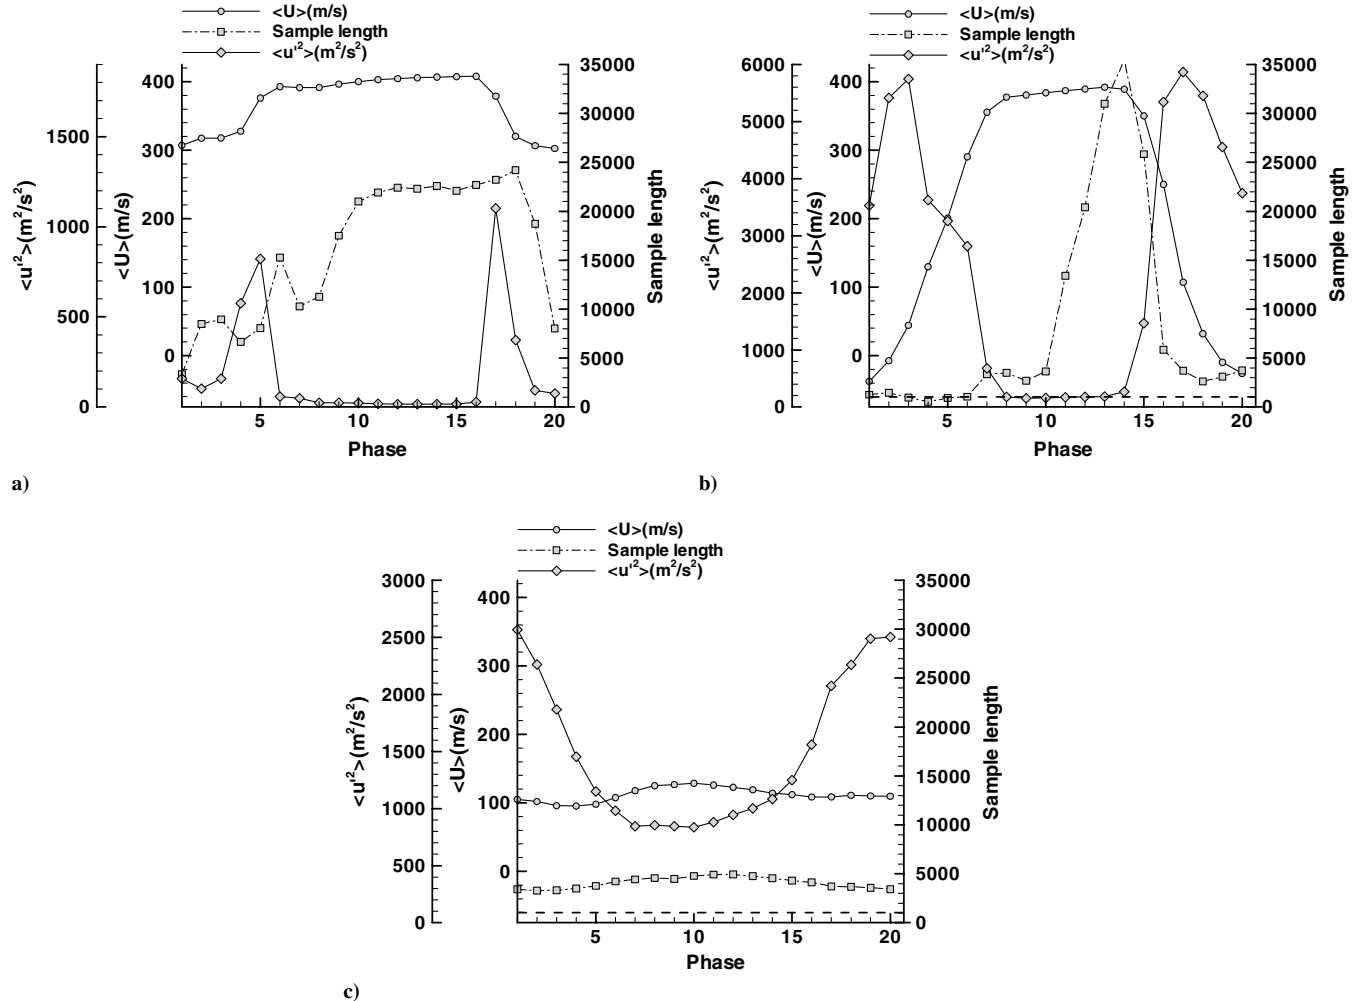 <U>(m/s)
Sample length
<u'²>(m²/s²)
400
300
200
100
0
1500
1000
500
0
35000
30000
25000
20000
15000
10000
5000
0
<u'²>(m²/s²)
<U>(m/s)
Sample length
5
10
15
20
Phase
a)
<U>(m/s)
Sample length
<u'²>(m²/s²)
6000
5000
4000
3000
2000
1000
0
400
300
200
100
0
35000
30000
25000
20000
15000
10000
5000
0
<u'²>(m²/s²)
<U>(m/s)
Sample length
5
10
15
20
Phase
b)
<U>(m/s)
Sample length
<u'²>(m²/s²)
3000
2500
2000
1500
1000
500
0
400
300
200
100
0
35000
30000
25000
20000
15000
10000
5000
0
<u'²>(m²/s²)
<U>(m/s)
Sample length
5
10
15
20
Phase
c)